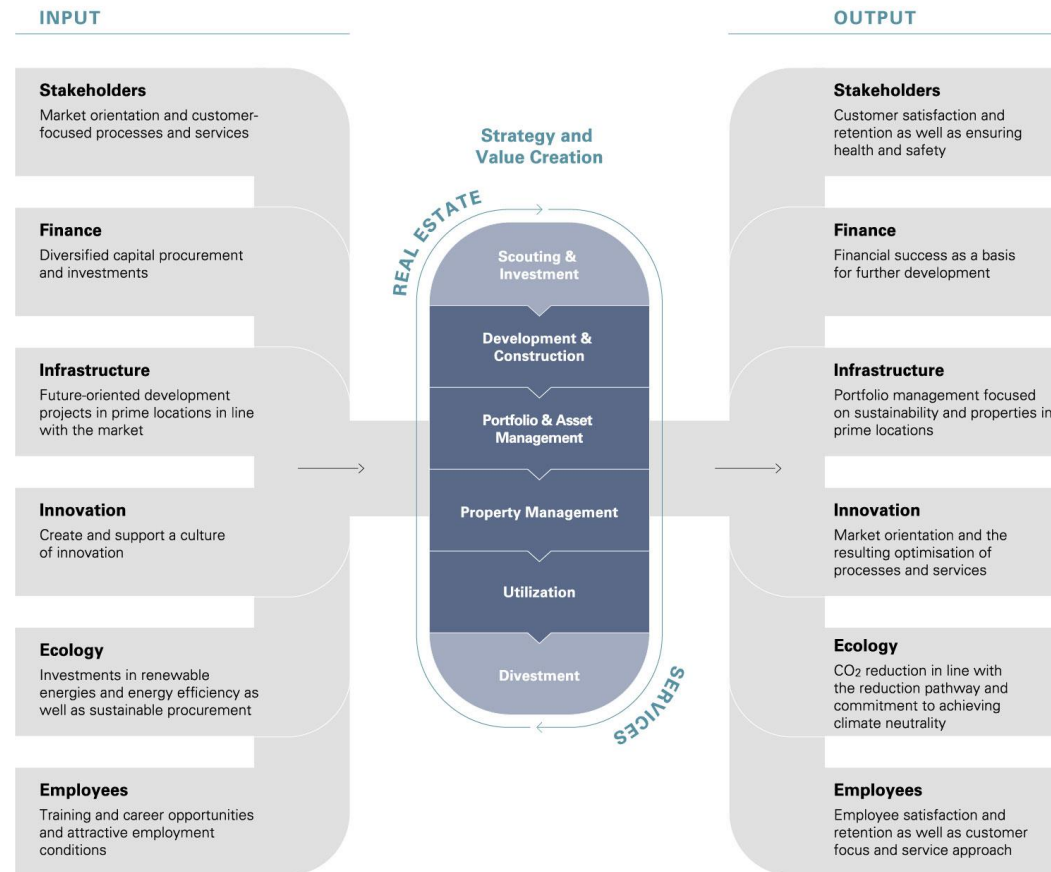 INPUT
Stakeholders
Market orientation and customer-
focused processes and services
Finance
Diversified capital procurement
and investments
Infrastructure
Future-oriented development
projects in prime locations in line
with the market
Innovation
Create and support a culture
of innovation
Ecology
Investments in renewable
energies and energy efficiency as
well as sustainable procurement
Employees
Training and career opportunities
and attractive employment
conditions
Strategy and
Value Creation
REAL ESTATE
Scouting &
Investment
Development &
Construction
Portfolio & Asset
Management
Property Management
Utilization
Divestment
SERVICES
OUTPUT
Stakeholders
Customer satisfaction and
retention as well as ensuring
health and safety
Finance
Financial success as a basis
for further development
Infrastructure
Portfolio management focused
on sustainability and properties in
prime locations
Innovation
Market orientation and the
resulting optimisation of
processes and services
Ecology
CO2 reduction in line with
the reduction pathway and
commitment to achieving
climate neutrality
Employees
Employee satisfaction and
retention as well as customer
focus and service approach